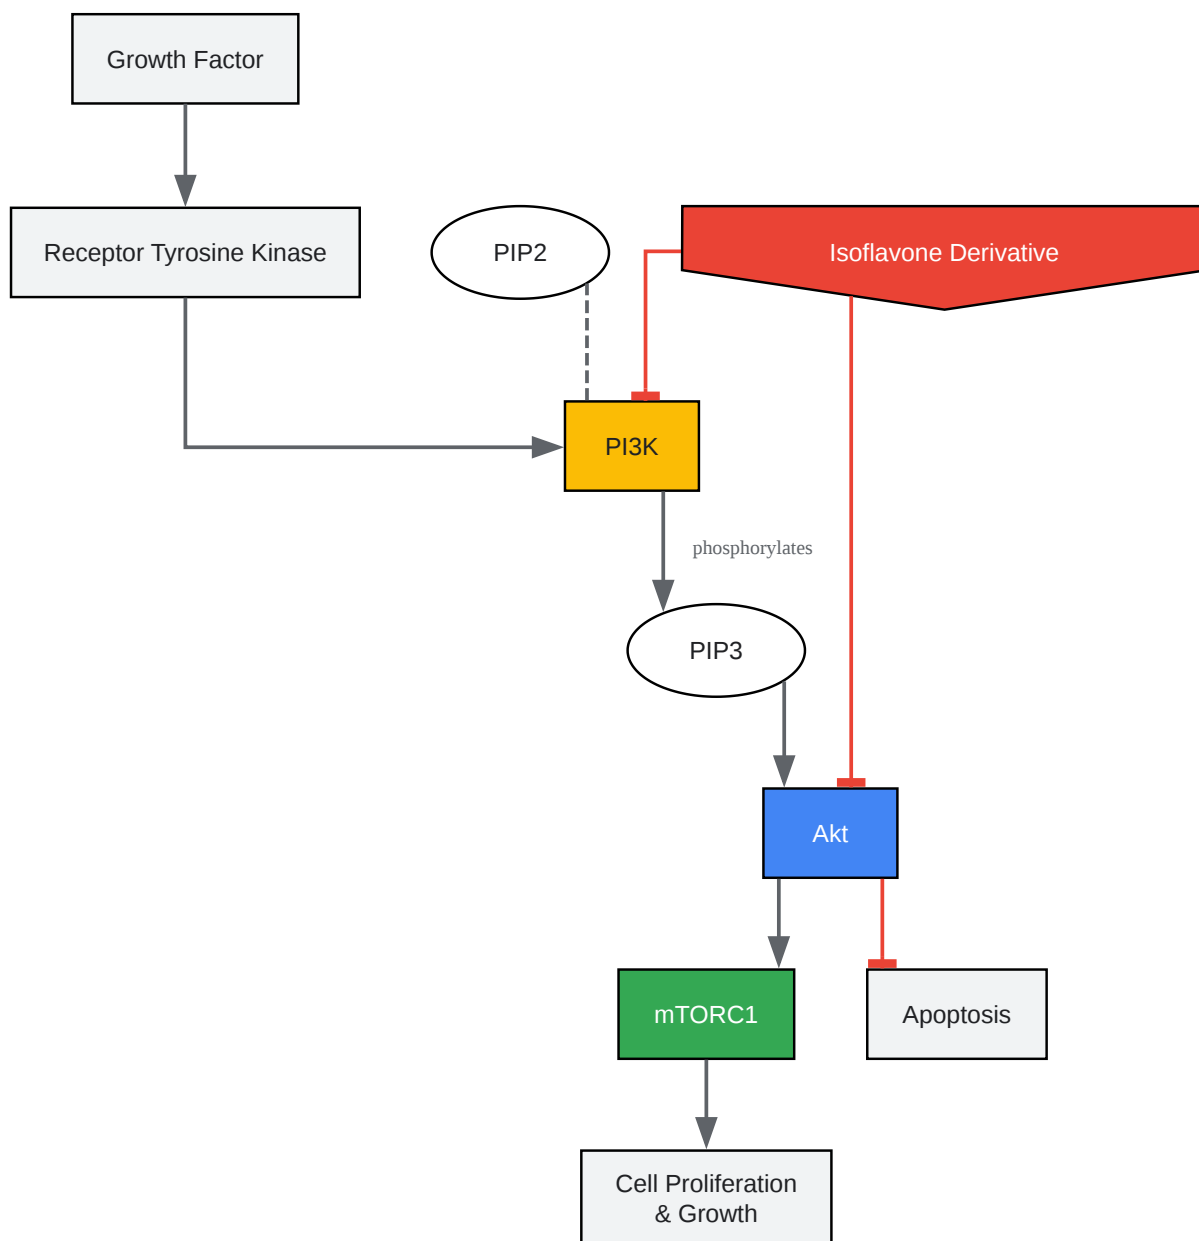 Growth Factor
Receptor Tyrosine Kinase
PIP2
Isoflavone Derivative
PI3K
phosphorylates
PIP3
Akt
mTORC1
Apoptosis
Cell Proliferation
& Growth